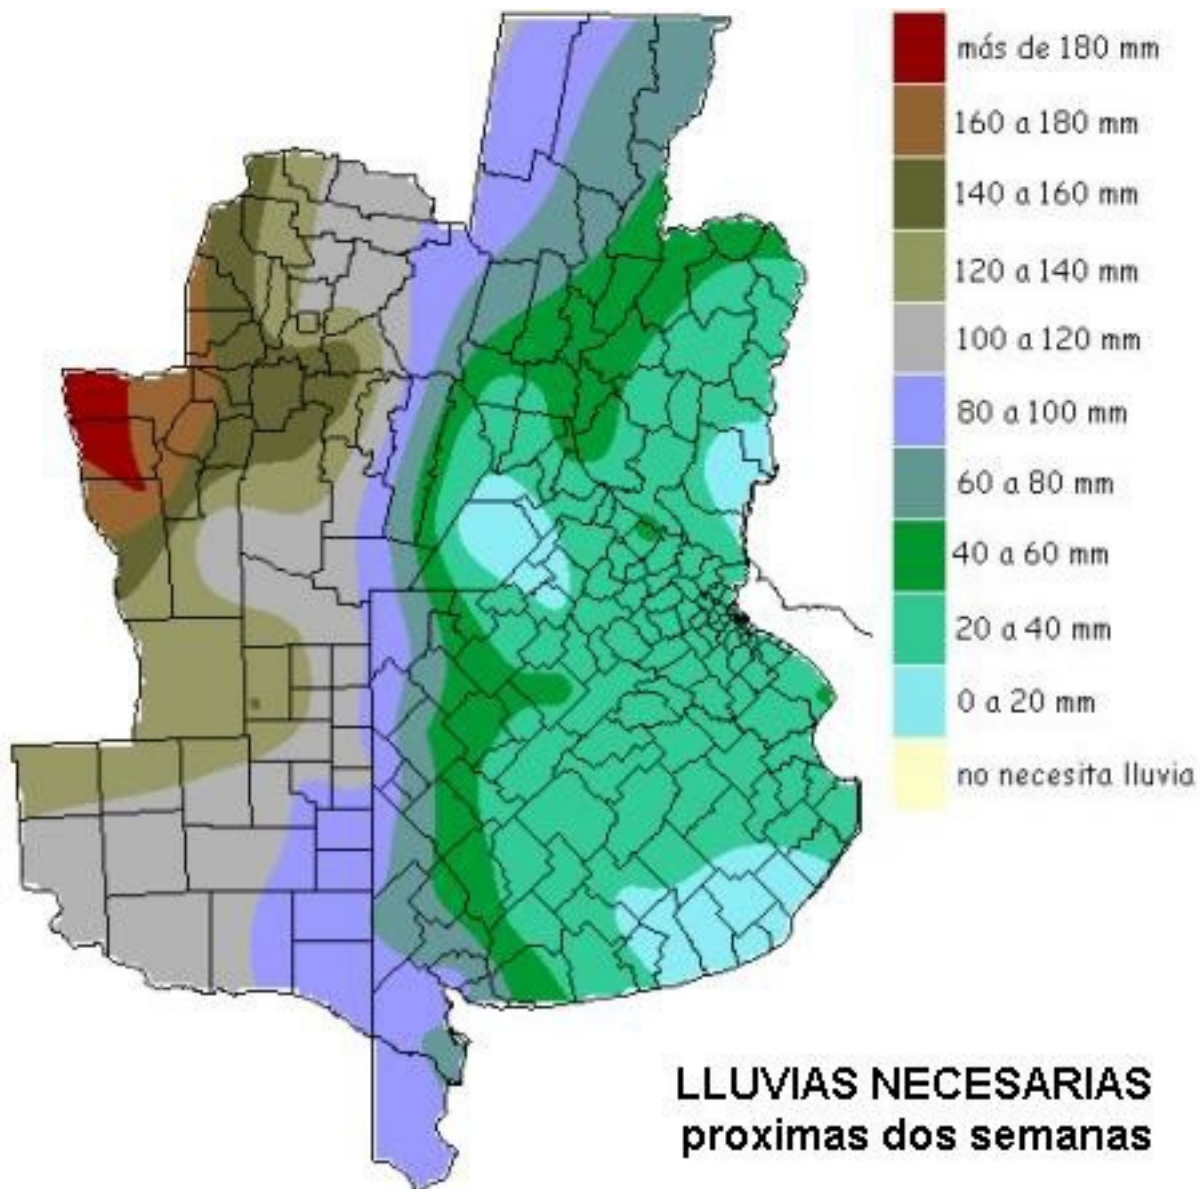 más de 180 mm
160 a 180 mm
140 a 160 mm
120 a 140 mm
100 a 120 mm
80 a 100 mm
60 a 80 mm
40 a 60 mm
20 a 40 mm
0 a 20 mm
no necesita lluvia
LLUVIAS NECESARIAS
proximas dos semanas